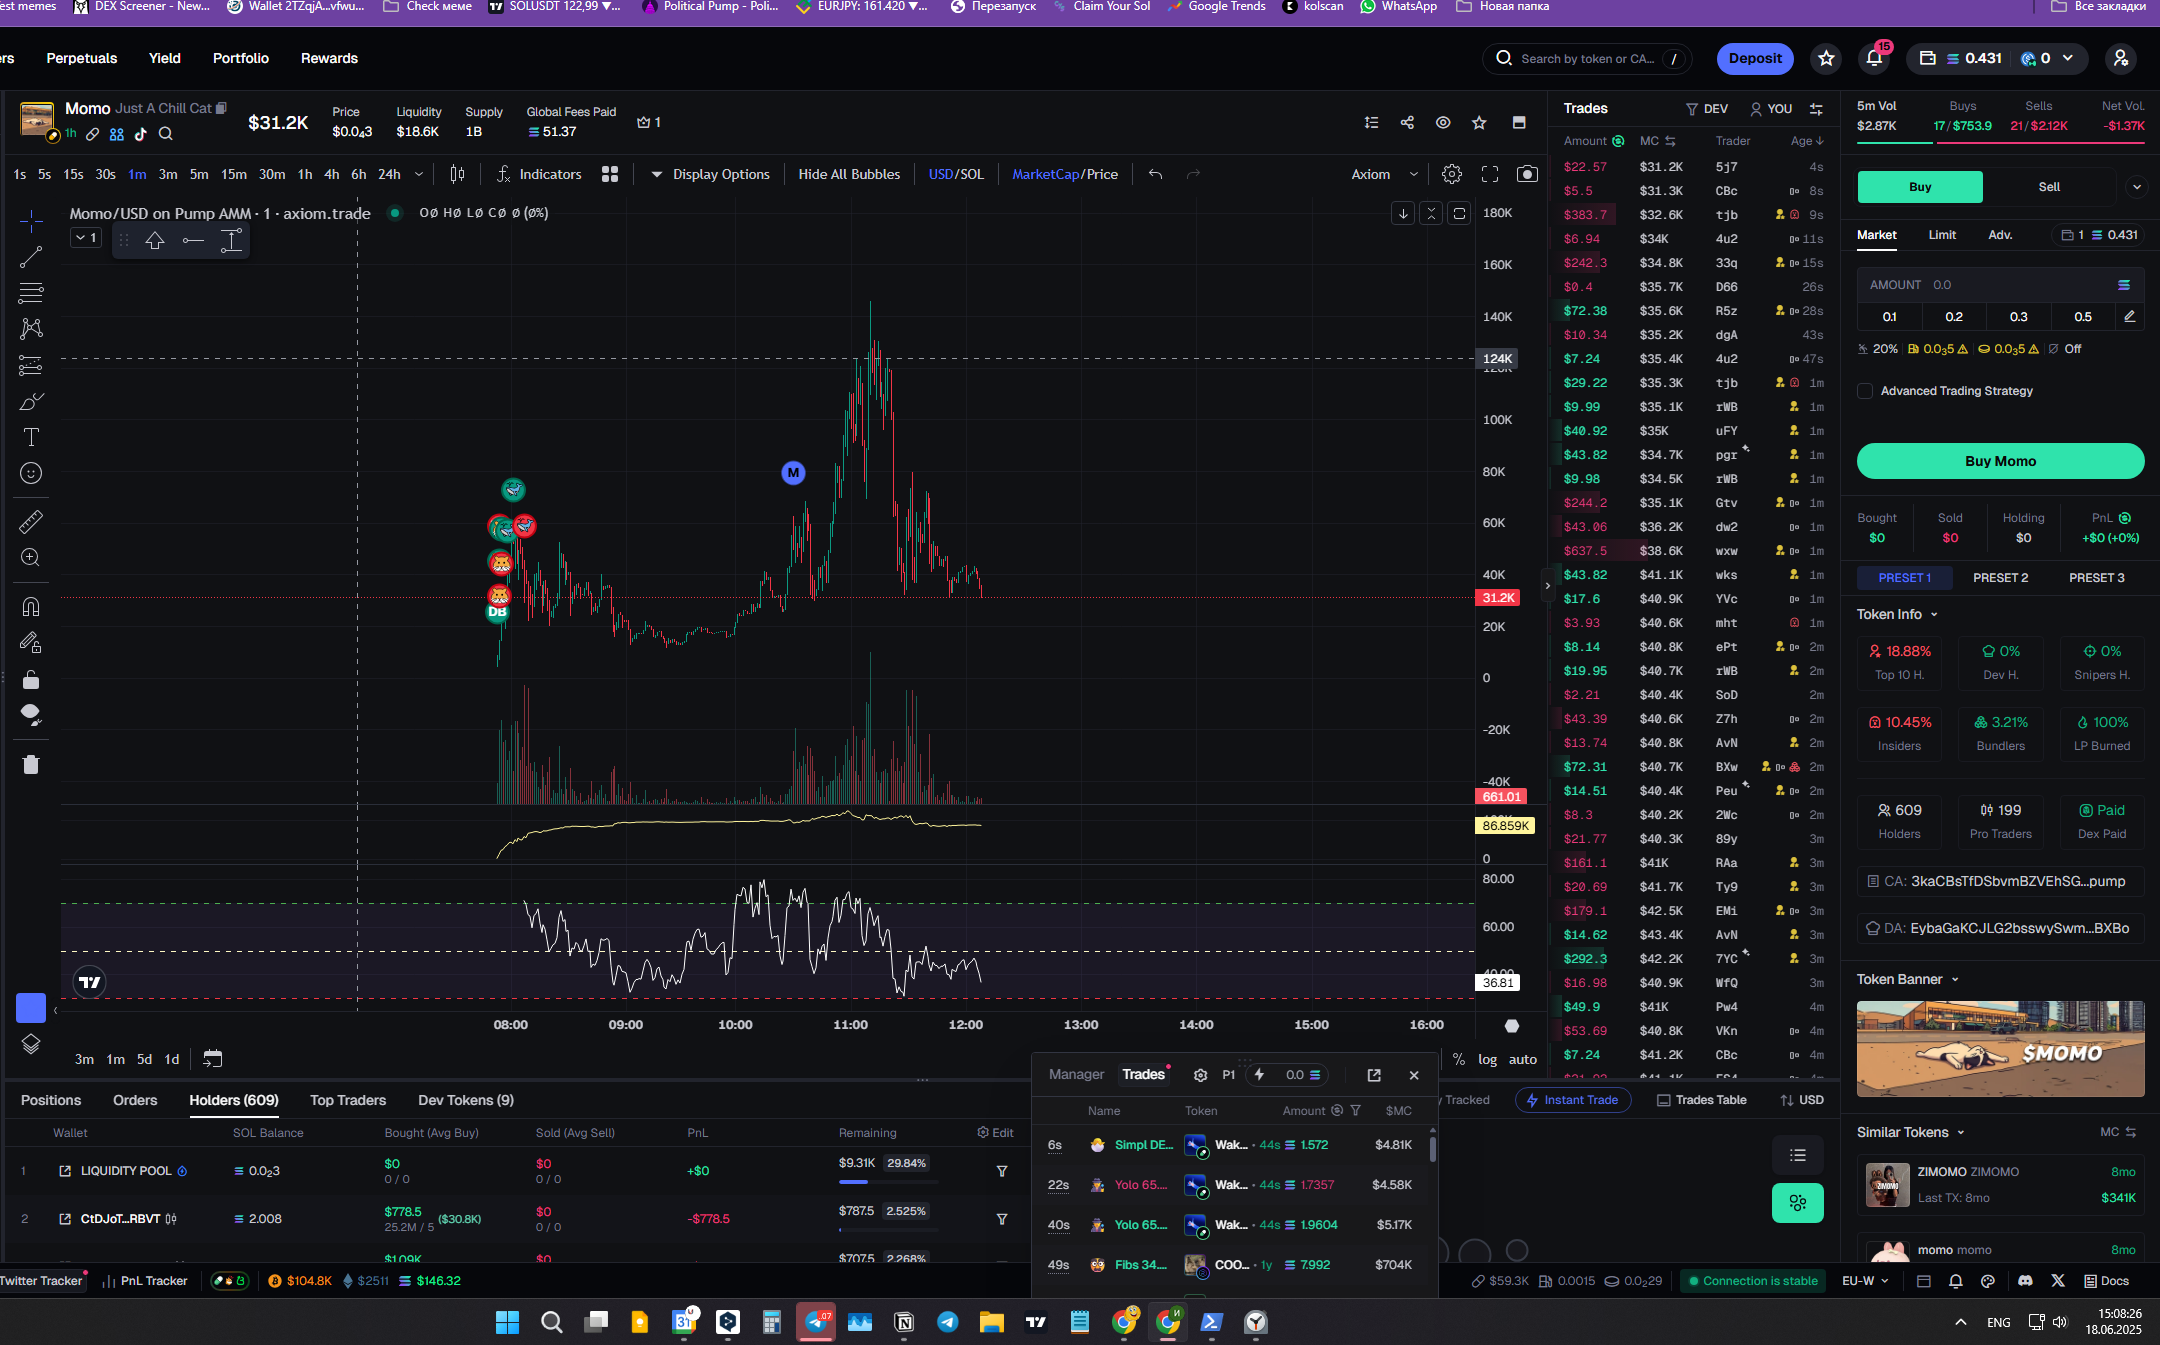 est memes DEX Screener - New... Wallet 2TZqjA...vfwu... Check меме SOLUSDT 122,99 ▼... Political Pump - Poli... EURJPY: 161.420 ▼... Перезапуск Claim Your Sol Google Trends kolscan WhatsApp Новая папка Все закладки
ers Perpetuals Yield Portfolio Rewards Search by token or CA... / Deposit 15 0.431 0
Momo Just A Chill Cat
1h
$31.2K
Price Liquidity Supply Global Fees Paid
$0.0₄3 $18.6K 1B 51.37 1
1s 5s 15s 30s 1m 3m 5m 15m 30m 1h 4h 6h 24h Indicators Display Options Hide All Bubbles USD/SOL MarketCap/Price Axiom
Momo/USD on Pump AMM · 1 · axiom.trade O∅ H∅ L∅ C∅ ∅ (∅%)
1
180K
160K
140K
124K
100K
80K
60K
40K
31.2K
20K
0
-20K
-40K
661.01
86.859K
0
80.00
60.00
40.00
36.81
M
DB
08:00 09:00 10:00 11:00 12:00 13:00 14:00 15:00 16:00
3m 1m 5d 1d % log auto
Trades DEV YOU
Amount MC Trader Age
$22.57 $31.2K 5j7 4s
$5.5 $31.3K CBc 8s
$383.7 $32.6K tjb 9s
$6.94 $34K 4u2 11s
$242.3 $34.8K 33q 15s
$0.4 $35.7K D66 26s
$72.38 $35.6K R5z 28s
$10.34 $35.2K dgA 43s
$7.24 $35.4K 4u2 47s
$29.22 $35.3K tjb 1m
$9.99 $35.1K rWB 1m
$40.92 $35K uFY 1m
$43.82 $34.7K pgr 1m
$9.98 $34.5K rWB 1m
$244.2 $35.1K Gtv 1m
$43.06 $36.2K dw2 1m
$637.5 $38.6K wxw 1m
$43.82 $41.1K wks 1m
$17.6 $40.9K YVc 1m
$3.93 $40.6K mht 1m
$8.14 $40.8K ePt 2m
$19.95 $40.7K rWB 2m
$2.21 $40.4K SoD 2m
$43.39 $40.6K Z7h 2m
$13.74 $40.8K AvN 2m
$72.31 $40.7K BXw 2m
$14.51 $40.4K Peu 2m
$8.3 $40.2K 2Wc 2m
$21.77 $40.3K 89y 3m
$161.1 $41K RAa 3m
$20.69 $41.7K Ty9 3m
$179.1 $42.5K EMi 3m
$14.62 $43.4K AvN 3m
$292.3 $42.2K 7YC 3m
$16.98 $40.9K WfQ 3m
$49.9 $41K Pw4 4m
$53.69 $40.8K VKn 4m
$7.24 $41.2K CBc 4m
5m Vol Buys Sells Net Vol.
$2.87K 17/$753.9 21/$2.12K -$1.37K
Buy Sell
Market Limit Adv. 1 0.431
AMOUNT 0.0
0.1 0.2 0.3 0.5
20% 0.0₃5 0.0₃5 Off
Advanced Trading Strategy
Buy Momo
Bought Sold Holding PnL
$0 $0 $0 +$0 (+0%)
PRESET 1 PRESET 2 PRESET 3
Token Info
18.88% 0% 0%
Top 10 H. Dev H. Snipers H.
10.45% 3.21% 100%
Insiders Bundlers LP Burned
609 199 Paid
Holders Pro Traders Dex Paid
CA: 3kaCBsTfDSbvmBZVEhSG...pump
DA: EybaGaKCJLG2bsswySwm...BXBo
Token Banner
$MOMO
Similar Tokens MC
ZIMOMO ZIMOMO 8mo
Last TX: 8mo $341K
momo momo 8mo
Positions Orders Holders (609) Top Traders Dev Tokens (9) Tracked Instant Trade Trades Table USD
Wallet SOL Balance Bought (Avg Buy) Sold (Avg Sell) PnL Remaining Edit
1 LIQUIDITY POOL 0.0₂3 $0 $0 +$0 $9.31K 29.84%
0 / 0 0 / 0
2 CtDJoT...RBVT 2.008 $778.5 $0 -$778.5 $787.5 2.525%
25.2M / 5 ($30.8K) 0 / 0
$1.09K $0 $707.5 2.268%
Manager Trades P1 0.0
Name Token Amount $MC
6s Simpl DE... Wak... · 44s 1.572 $4.81K
22s Yolo 65.... Wak... · 44s 1.7357 $4.58K
40s Yolo 65.... Wak... · 44s 1.9604 $5.17K
49s Fibs 34.... COO... · 1y 7.992 $704K
Twitter Tracker PnL Tracker $104.8K $2511 $146.32 $59.3K 0.0015 0.0₂29 Connection is stable EU-W Docs
ENG 15:08:26
18.06.2025